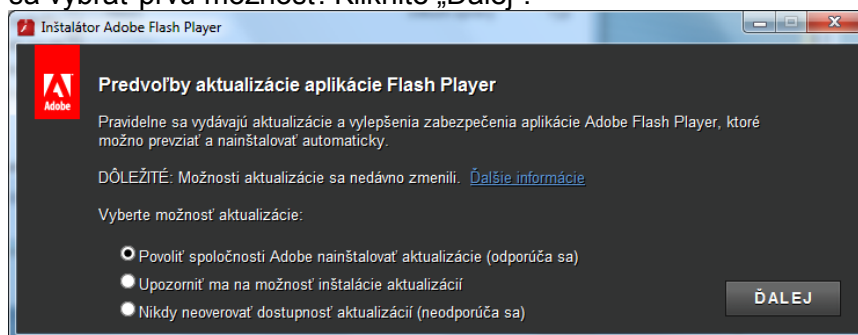 sa vybrať prvú možnosť. Kliknite „Ďalej“.
Inštalátor Adobe Flash Player
Adobe
Predvoľby aktualizácie aplikácie Flash Player
Pravidelne sa vydávajú aktualizácie a vylepšenia zabezpečenia aplikácie Adobe Flash Player, ktoré
možno prevziať a nainštalovať automaticky.
DÔLEŽITÉ: Možnosti aktualizácie sa nedávno zmenili. Ďalšie informácie
Vyberte možnosť aktualizácie:
Povoliť spoločnosti Adobe nainštalovať aktualizácie (odporúča sa)
Upozorniť ma na možnosť inštalácie aktualizácií
Nikdy neoverovať dostupnosť aktualizácií (neodporúča sa)
ĎALEJ